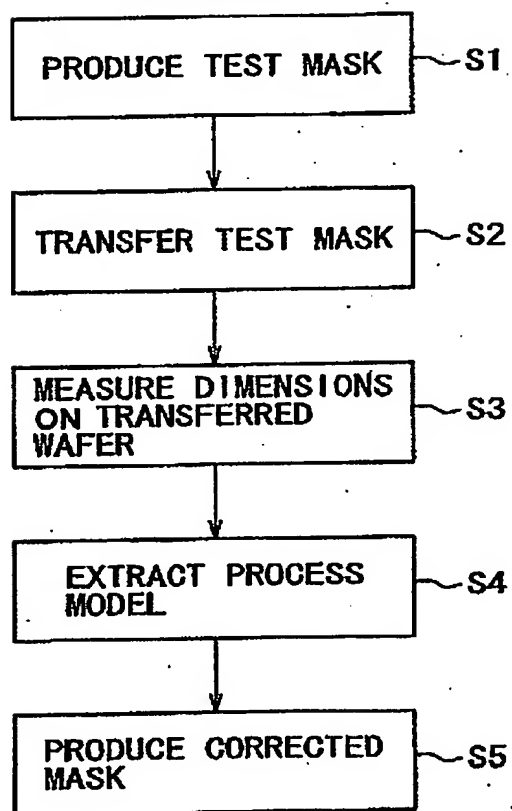 PRODUCE TEST MASK
S1
TRANSFER TEST MASK
S2
MEASURE DIMENSIONS
ON TRANSFERRED
WAFER
S3
EXTRACT PROCESS
MODEL
S4
PRODUCE CORRECTED
MASK
S5